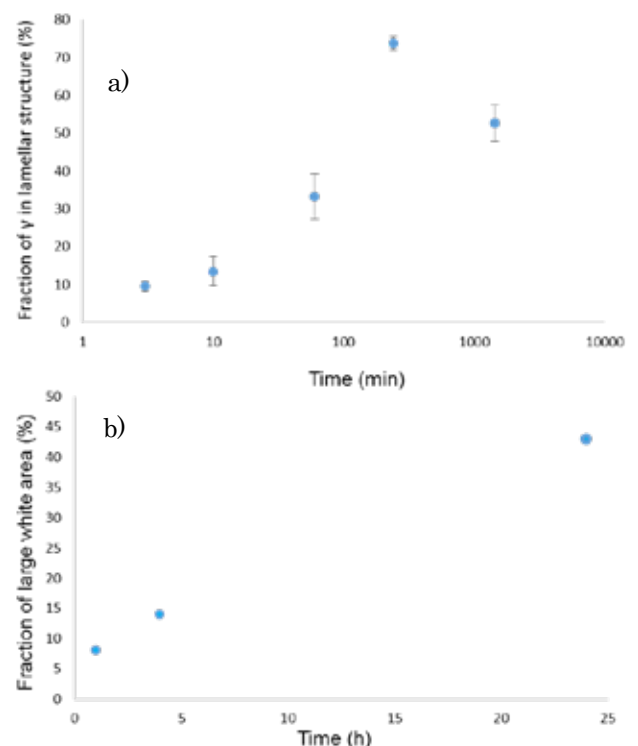 80
70
60
50
40
30
20
10
0
a)
Fraction of γ in lamellar structure (%)
1 10 100 1000 10000
Time (min)
50
45
40
35
30
25
20
15
10
5
0
b)
Fraction of large white area (%)
0 5 10 15 20 25
Time (h)